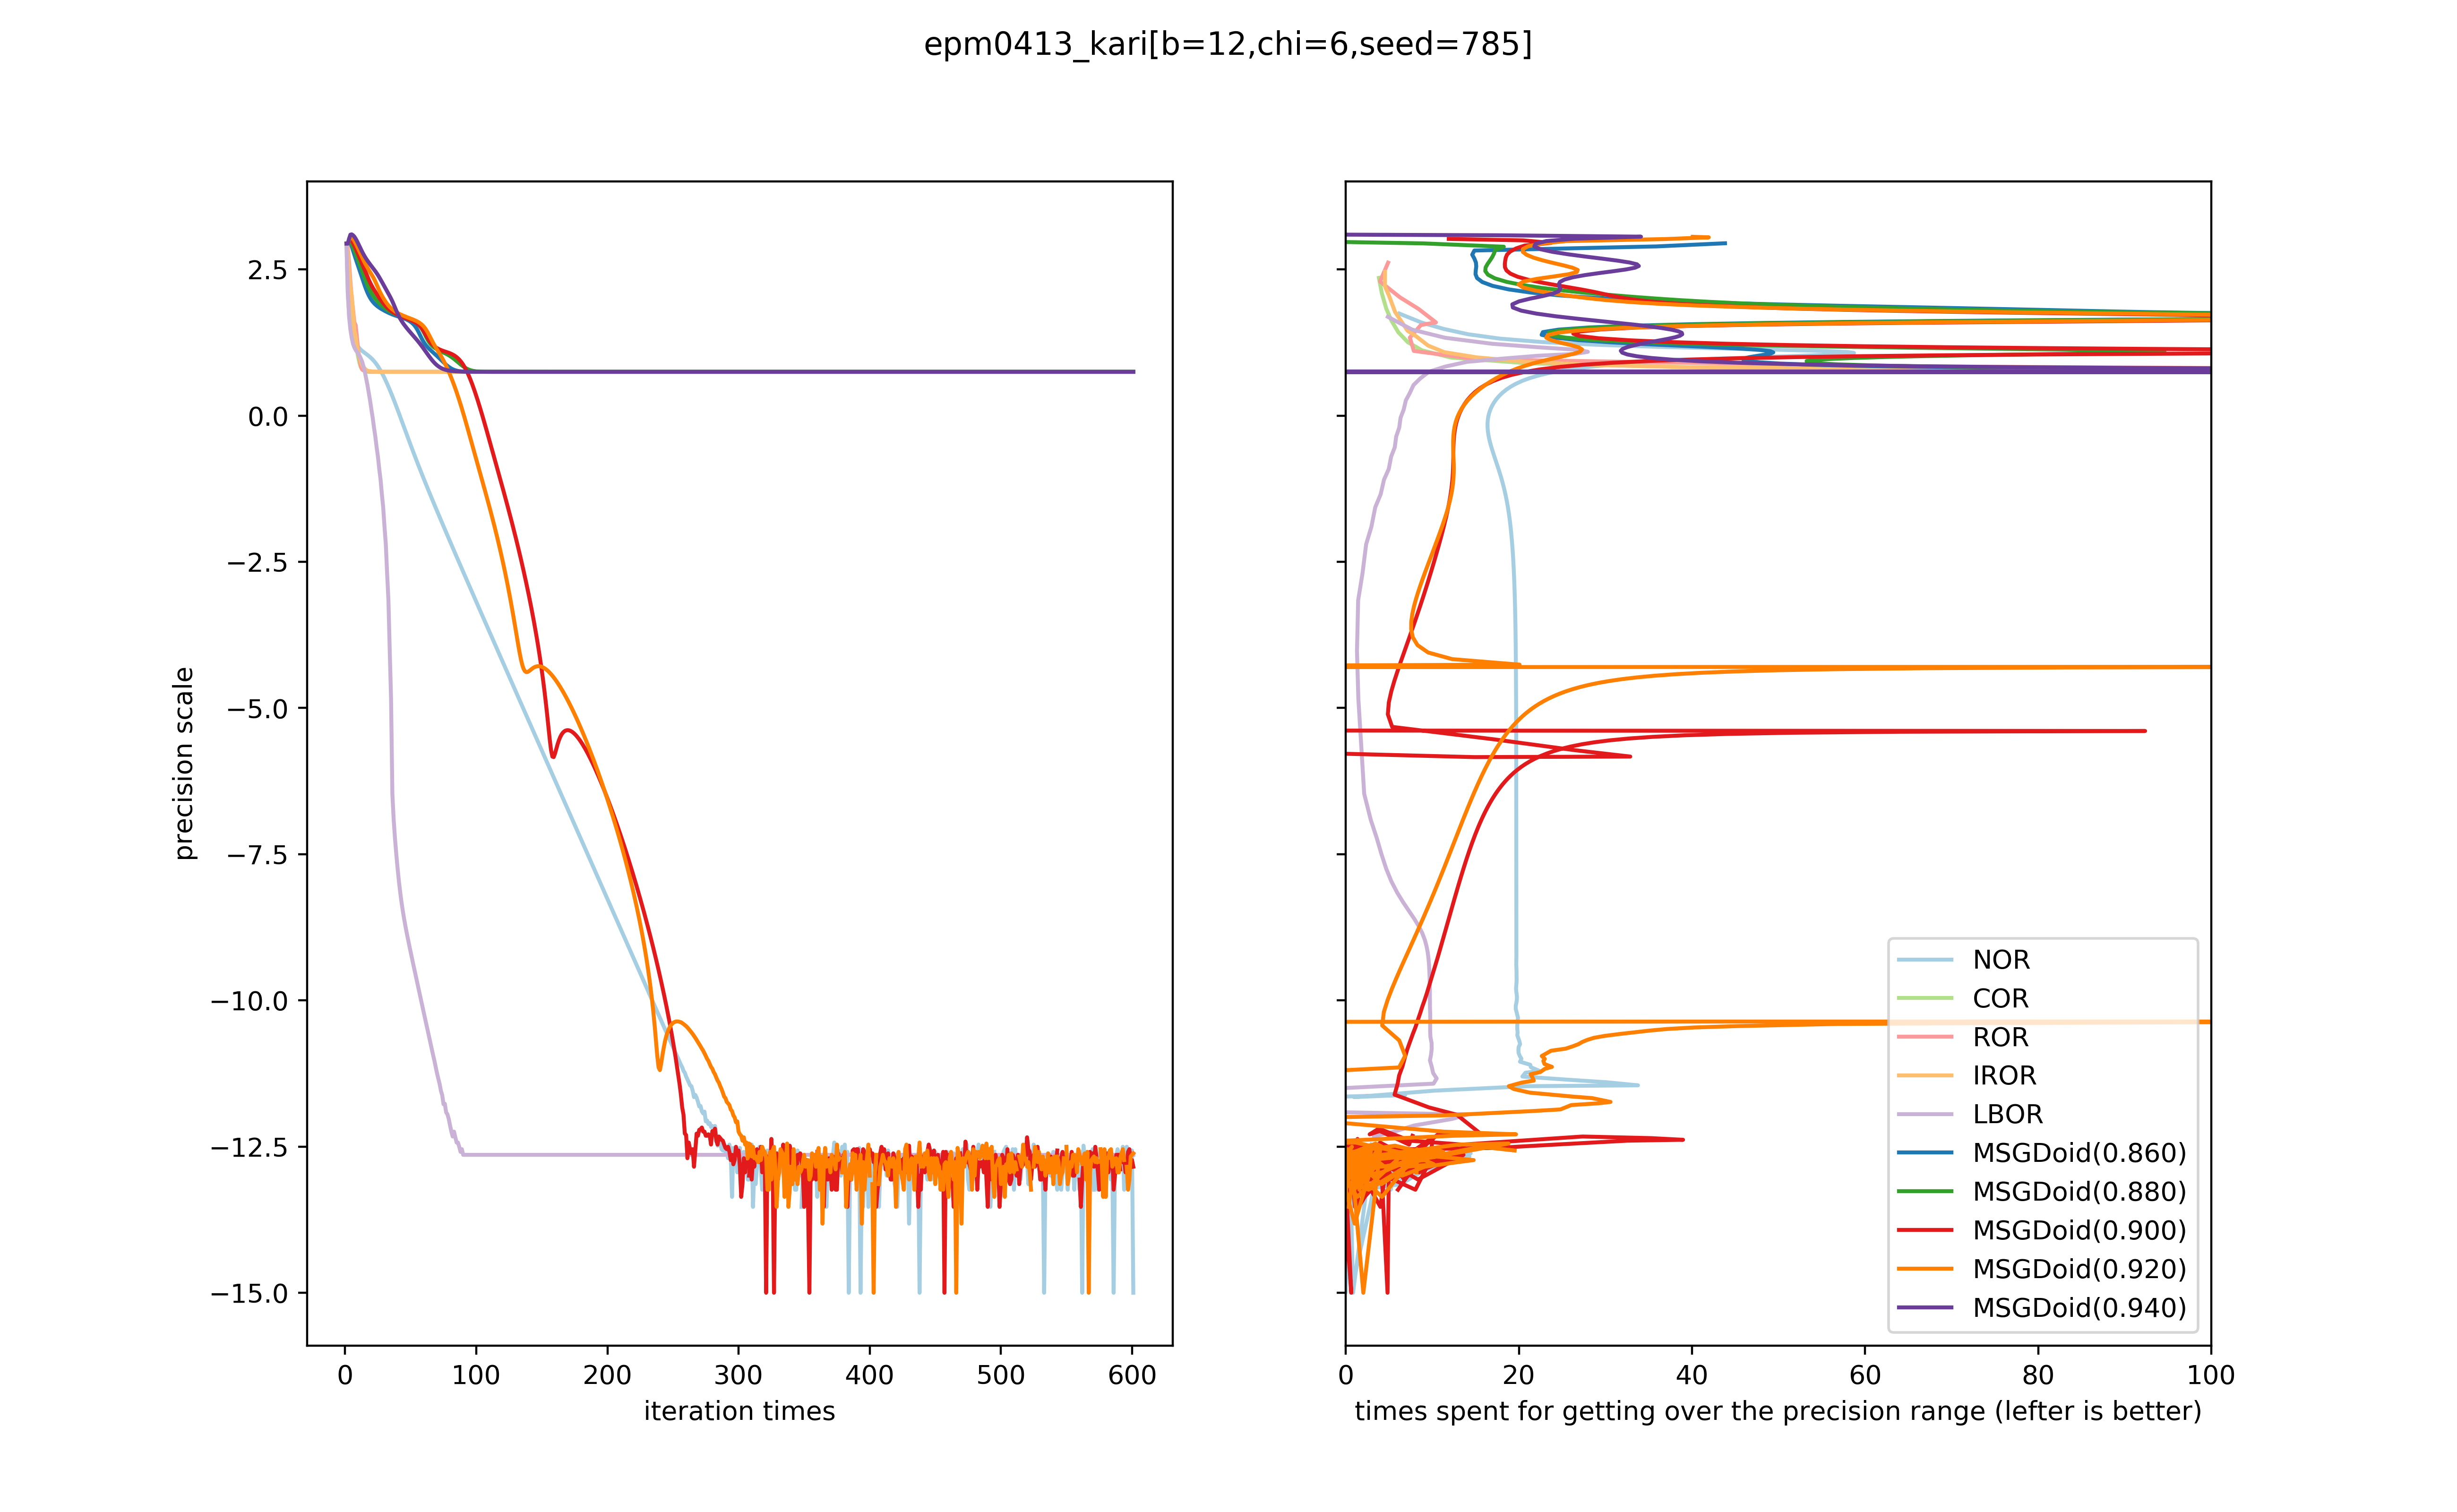 epm0413_kari[b=12,chi=6,seed=785]
precision scale
2.5
0.0
−2.5
−5.0
−7.5
−10.0
−12.5
−15.0
0 100 200 300 400 500 600
iteration times
0 20 40 60 80 100
times spent for getting over the precision range (lefter is better)
NOR
COR
ROR
IROR
LBOR
MSGDoid(0.860)
MSGDoid(0.880)
MSGDoid(0.900)
MSGDoid(0.920)
MSGDoid(0.940)